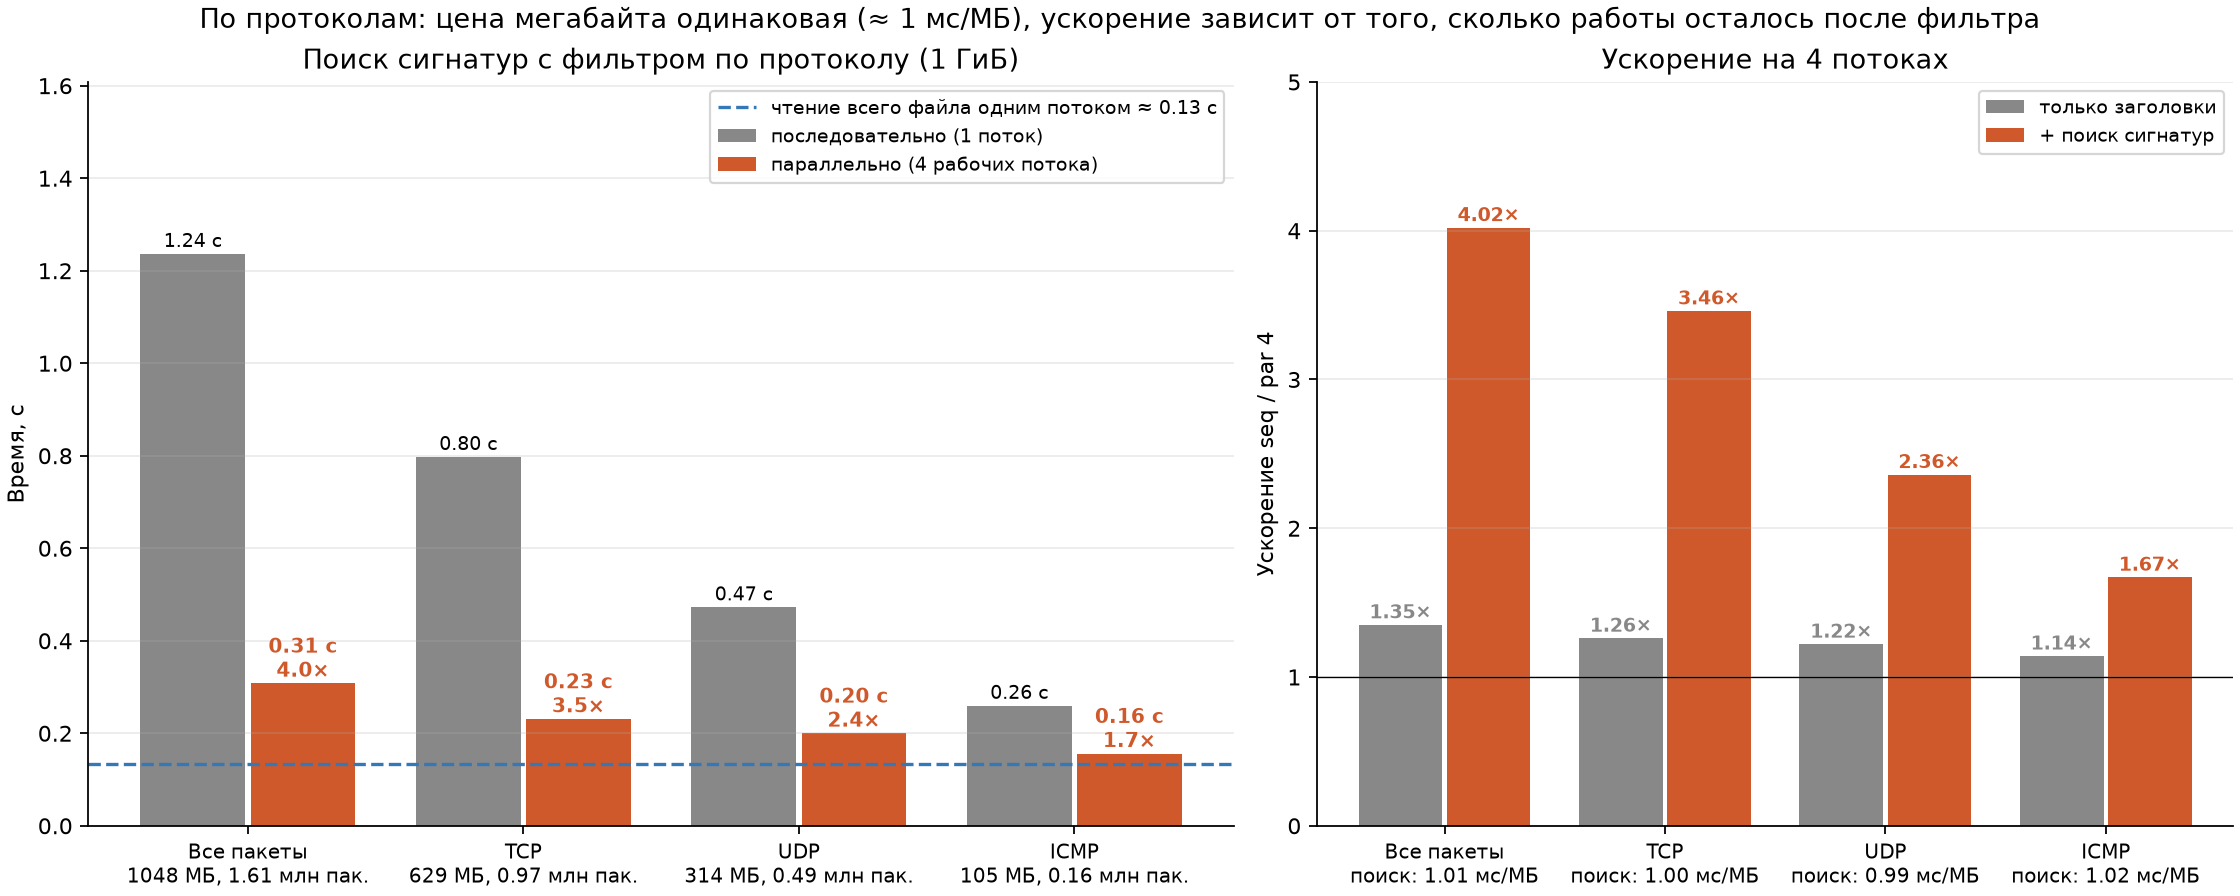 По протоколам: цена мегабайта одинаковая (≈ 1 мс/МБ), ускорение зависит от того, сколько работы осталось после фильтра
Поиск сигнатур с фильтром по протоколу (1 ГиБ)
чтение всего файла одним потоком ≈ 0.13 с
последовательно (1 поток)
параллельно (4 рабочих потока)
Время, с
1.6
1.4
1.2
1.0
0.8
0.6
0.4
0.2
0.0
1.24 с
0.31 с
4.0×
0.80 с
0.23 с
3.5×
0.47 с
0.20 с
2.4×
0.26 с
0.16 с
1.7×
Все пакеты
1048 МБ, 1.61 млн пак.
TCP
629 МБ, 0.97 млн пак.
UDP
314 МБ, 0.49 млн пак.
ICMP
105 МБ, 0.16 млн пак.
Ускорение на 4 потоках
только заголовки
+ поиск сигнатур
Ускорение seq / par 4
5
4
3
2
1
0
1.35×
4.02×
1.26×
3.46×
1.22×
2.36×
1.14×
1.67×
Все пакеты
поиск: 1.01 мс/МБ
TCP
поиск: 1.00 мс/МБ
UDP
поиск: 0.99 мс/МБ
ICMP
поиск: 1.02 мс/МБ